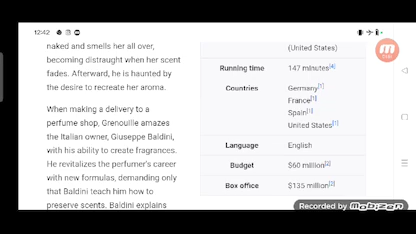 12:42
naked and smells her all over,
becoming distraught when her scent
fades. Afterward, he is haunted by
the desire to recreate her aroma.
When making a delivery to a
perfume shop, Grenouille amazes
the Italian owner, Giuseppe Baldini,
with his ability to create fragrances.
He revitalizes the perfumer's career
with new formulas, demanding only
that Baldini teach him how to
preserve scents. Baldini explains
(United States)
Running time 147 minutes[4]
Countries Germany[1]
France[1]
Spain[1]
United States[1]
Language English
Budget $60 million[2]
Box office $135 million[2]
Recorded by mobizen